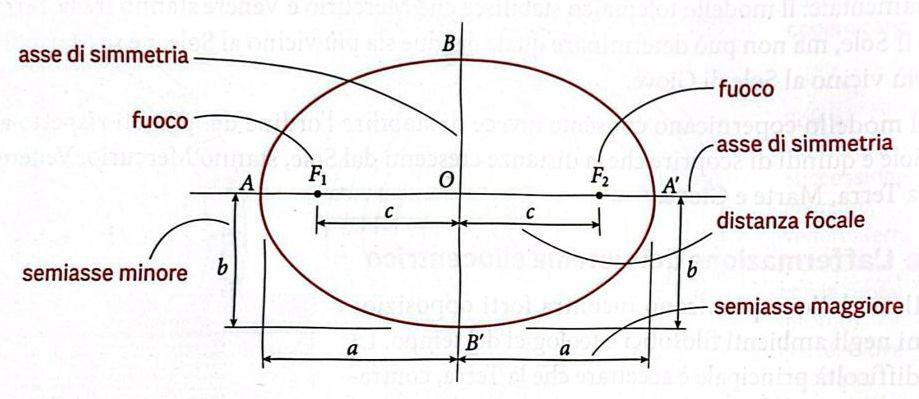 B
asse di simmetria
fuoco
fuoco
asse di simmetria
A
F₁
O
F₂
A′
c
c
distanza focale
semiasse minore
b
b
semiasse maggiore
B′
a
a